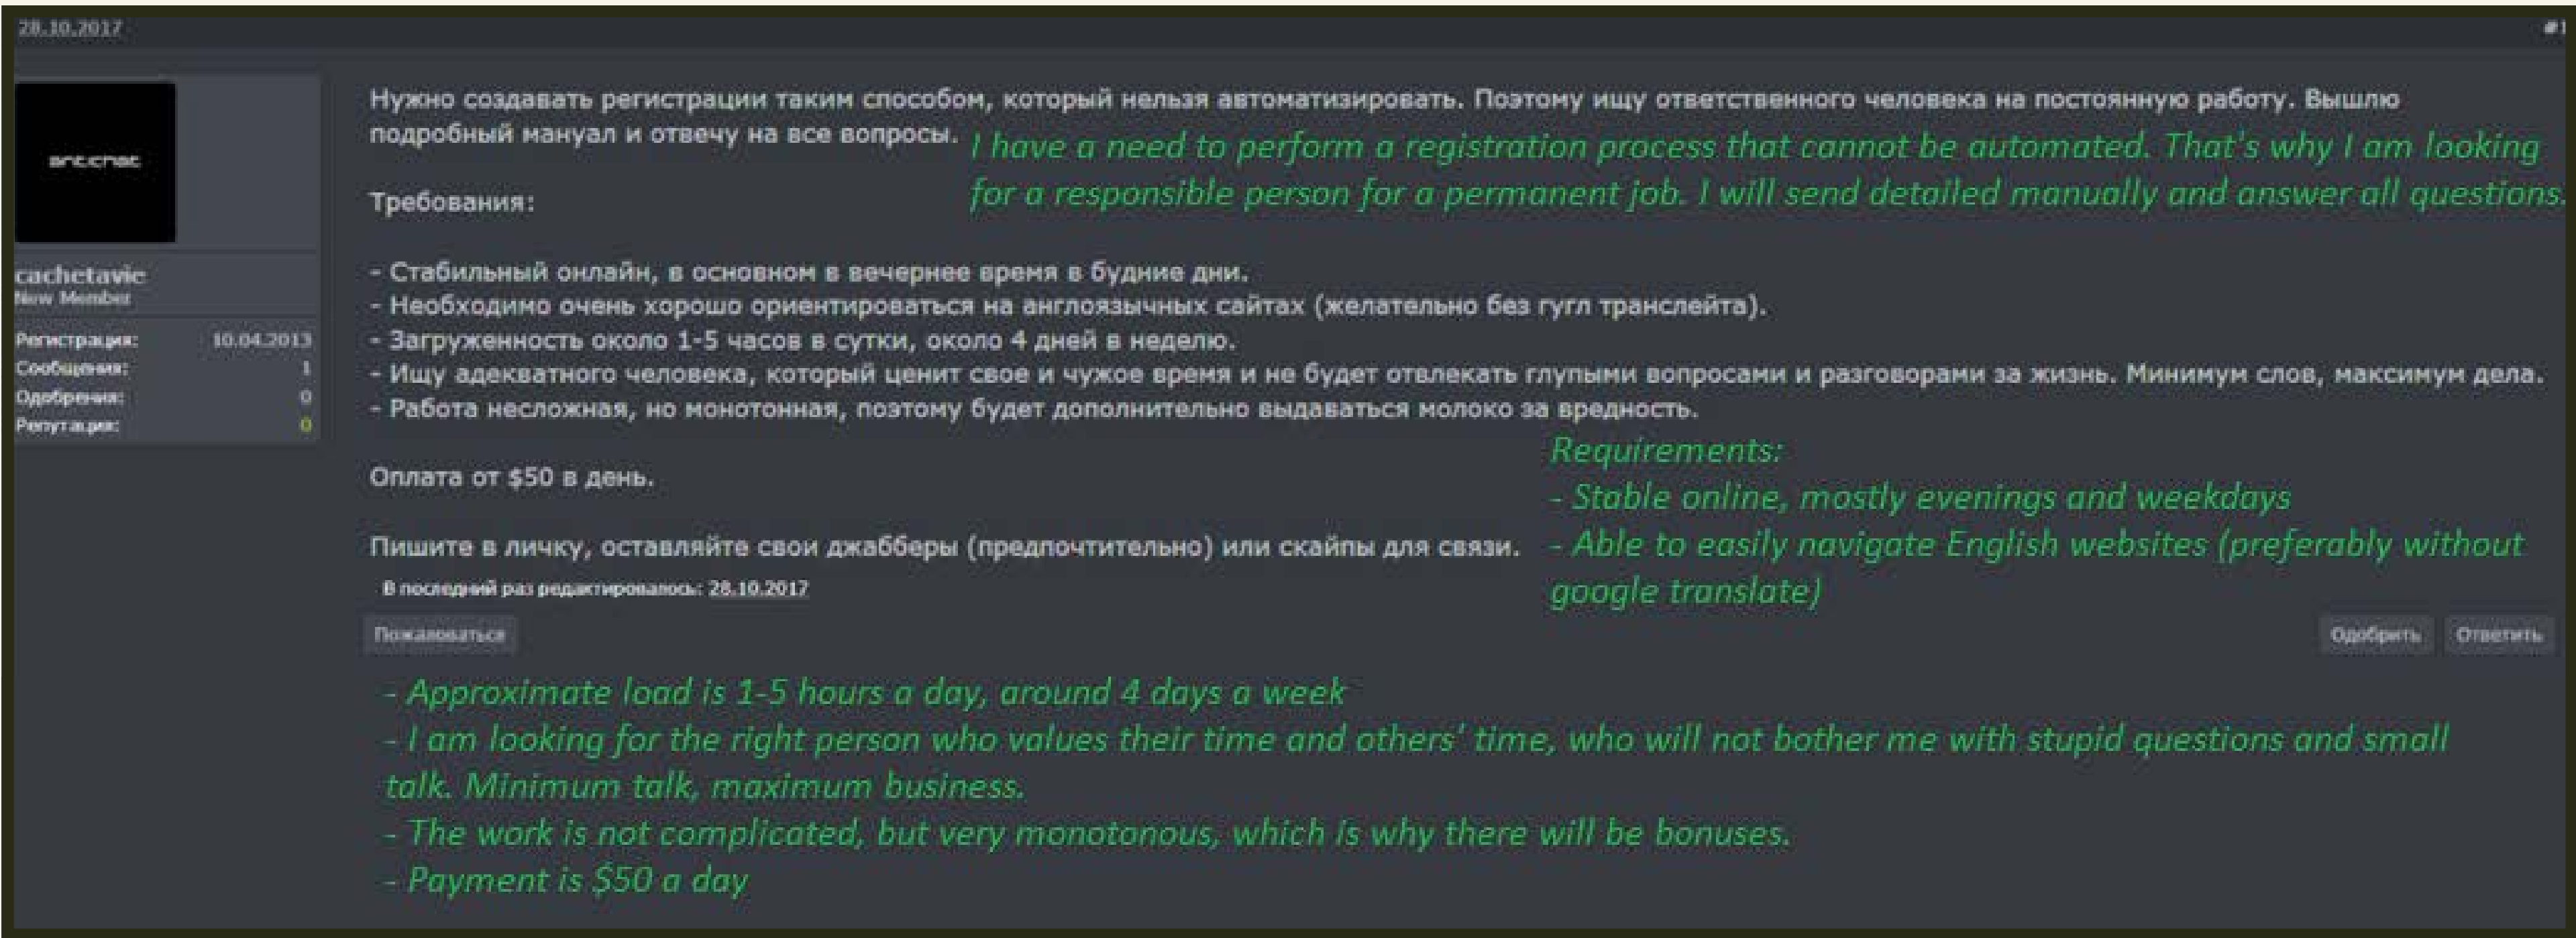 28.10.2017
#1
antichat
cachetavie
New Member
Регистрация: 10.04.2013
Сообщения: 1
Одобрения: 0
Репутация: 0
Нужно создавать регистрации таким способом, который нельзя автоматизировать. Поэтому ищу ответственного человека на постоянную работу. Вышлю
подробный мануал и отвечу на все вопросы.
I have a need to perform a registration process that cannot be automated. That's why I am looking
for a responsible person for a permanent job. I will send detailed manually and answer all questions.
Требования:
- Стабильный онлайн, в основном в вечернее время в будние дни.
- Необходимо очень хорошо ориентироваться на англоязычных сайтах (желательно без гугл транслейта).
- Загруженность около 1-5 часов в сутки, около 4 дней в неделю.
- Ищу адекватного человека, который ценит свое и чужое время и не будет отвлекать глупыми вопросами и разговорами за жизнь. Минимум слов, максимум дела.
- Работа несложная, но монотонная, поэтому будет дополнительно выдаваться молоко за вредность.
Оплата от $50 в день.
Пишите в личку, оставляйте свои джабберы (предпочтительно) или скайпы для связи.
В последний раз редактировалось: 28.10.2017
Requirements:
- Stable online, mostly evenings and weekdays
- Able to easily navigate English websites (preferably without
google translate)
Пожаловаться
Одобрить Ответить
- Approximate load is 1-5 hours a day, around 4 days a week
- I am looking for the right person who values their time and others' time, who will not bother me with stupid questions and small
talk. Minimum talk, maximum business.
- The work is not complicated, but very monotonous, which is why there will be bonuses.
- Payment is $50 a day